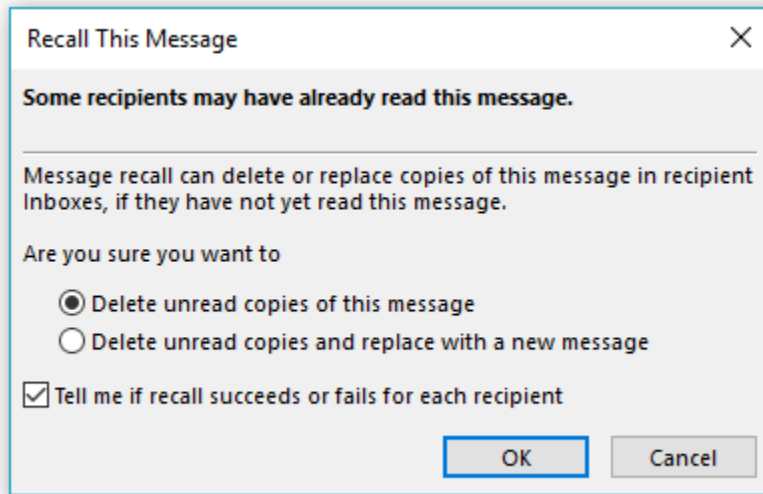 Recall This Message
Some recipients may have already read this message.
Message recall can delete or replace copies of this message in recipient
Inboxes, if they have not yet read this message.
Are you sure you want to
Delete unread copies of this message
Delete unread copies and replace with a new message
Tell me if recall succeeds or fails for each recipient
OK Cancel